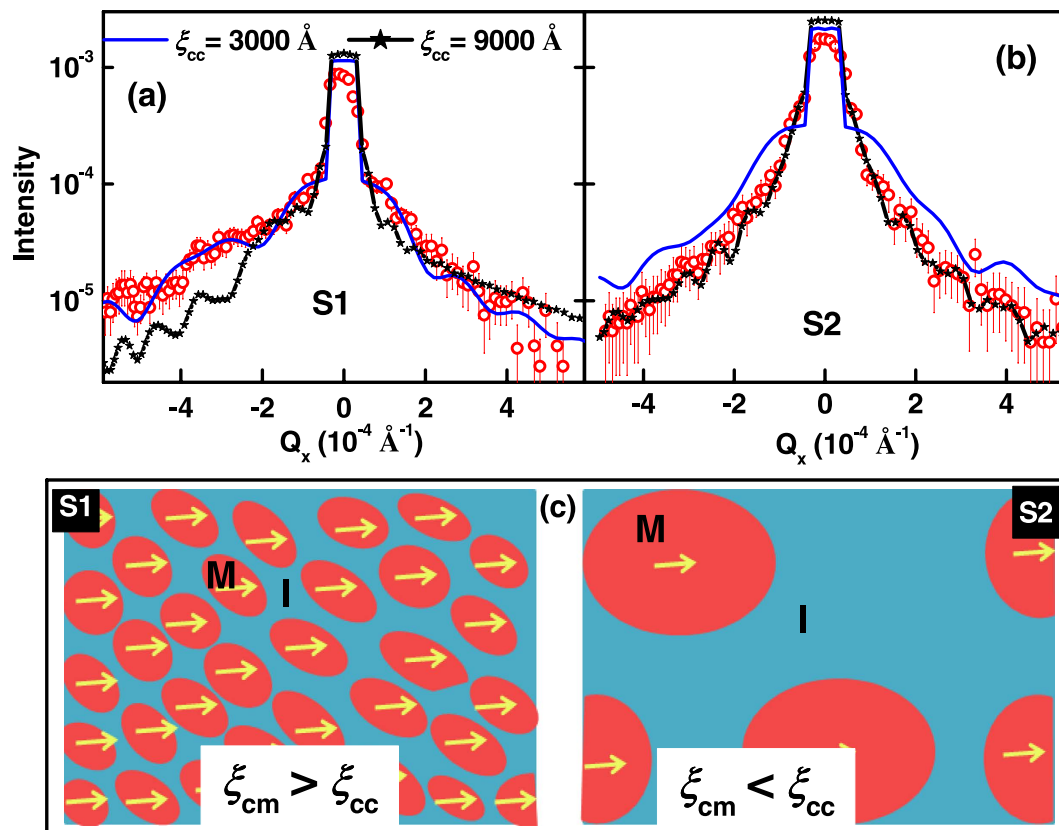 ξcc = 3000 Å
ξcc = 9000 Å
(a)
(b)
10⁻³
10⁻⁴
10⁻⁵
Intensity
S1
S2
-4 -2 0 2 4
-4 -2 0 2 4
Qx (10⁻⁴ Å⁻¹)
Qx (10⁻⁴ Å⁻¹)
S1
(c)
S2
M
I
M
I
ξcm > ξcc
ξcm < ξcc